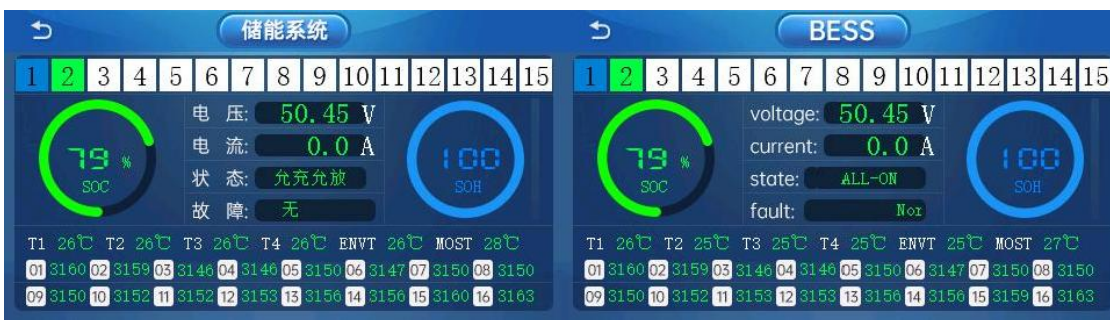 储能系统
1 2 3 4 5 6 7 8 9 10 11 12 13 14 15
79 %
SOC
电 压: 50.45 V
电 流: 0.0 A
状 态: 允充允放
故 障: 无
100
SOH
T1 26℃ T2 26℃ T3 26℃ T4 26℃ ENVT 26℃ MOST 28℃
01 3160 02 3159 03 3146 04 3146 05 3150 06 3147 07 3150 08 3150
09 3150 10 3152 11 3152 12 3153 13 3156 14 3156 15 3160 16 3163
BESS
1 2 3 4 5 6 7 8 9 10 11 12 13 14 15
79 %
SOC
voltage: 50.45 V
current: 0.0 A
state: ALL-ON
fault: Nor
100
SOH
T1 26℃ T2 25℃ T3 25℃ T4 25℃ ENVT 25℃ MOST 27℃
01 3160 02 3159 03 3146 04 3146 05 3150 06 3147 07 3150 08 3150
09 3150 10 3152 11 3153 12 3153 13 3156 14 3156 15 3159 16 3163